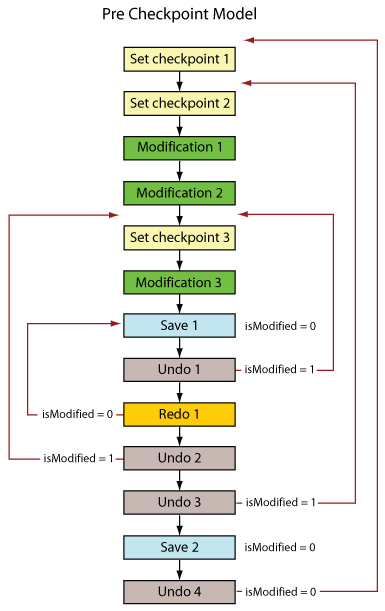 Pre Checkpoint Model
Set checkpoint 1
Set checkpoint 2
Modification 1
Modification 2
Set checkpoint 3
Modification 3
Save 1 isModified = 0
Undo 1 isModified = 1
isModified = 0 Redo 1
isModified = 1 Undo 2
Undo 3 isModified = 1
Save 2 isModified = 0
Undo 4 isModified = 0